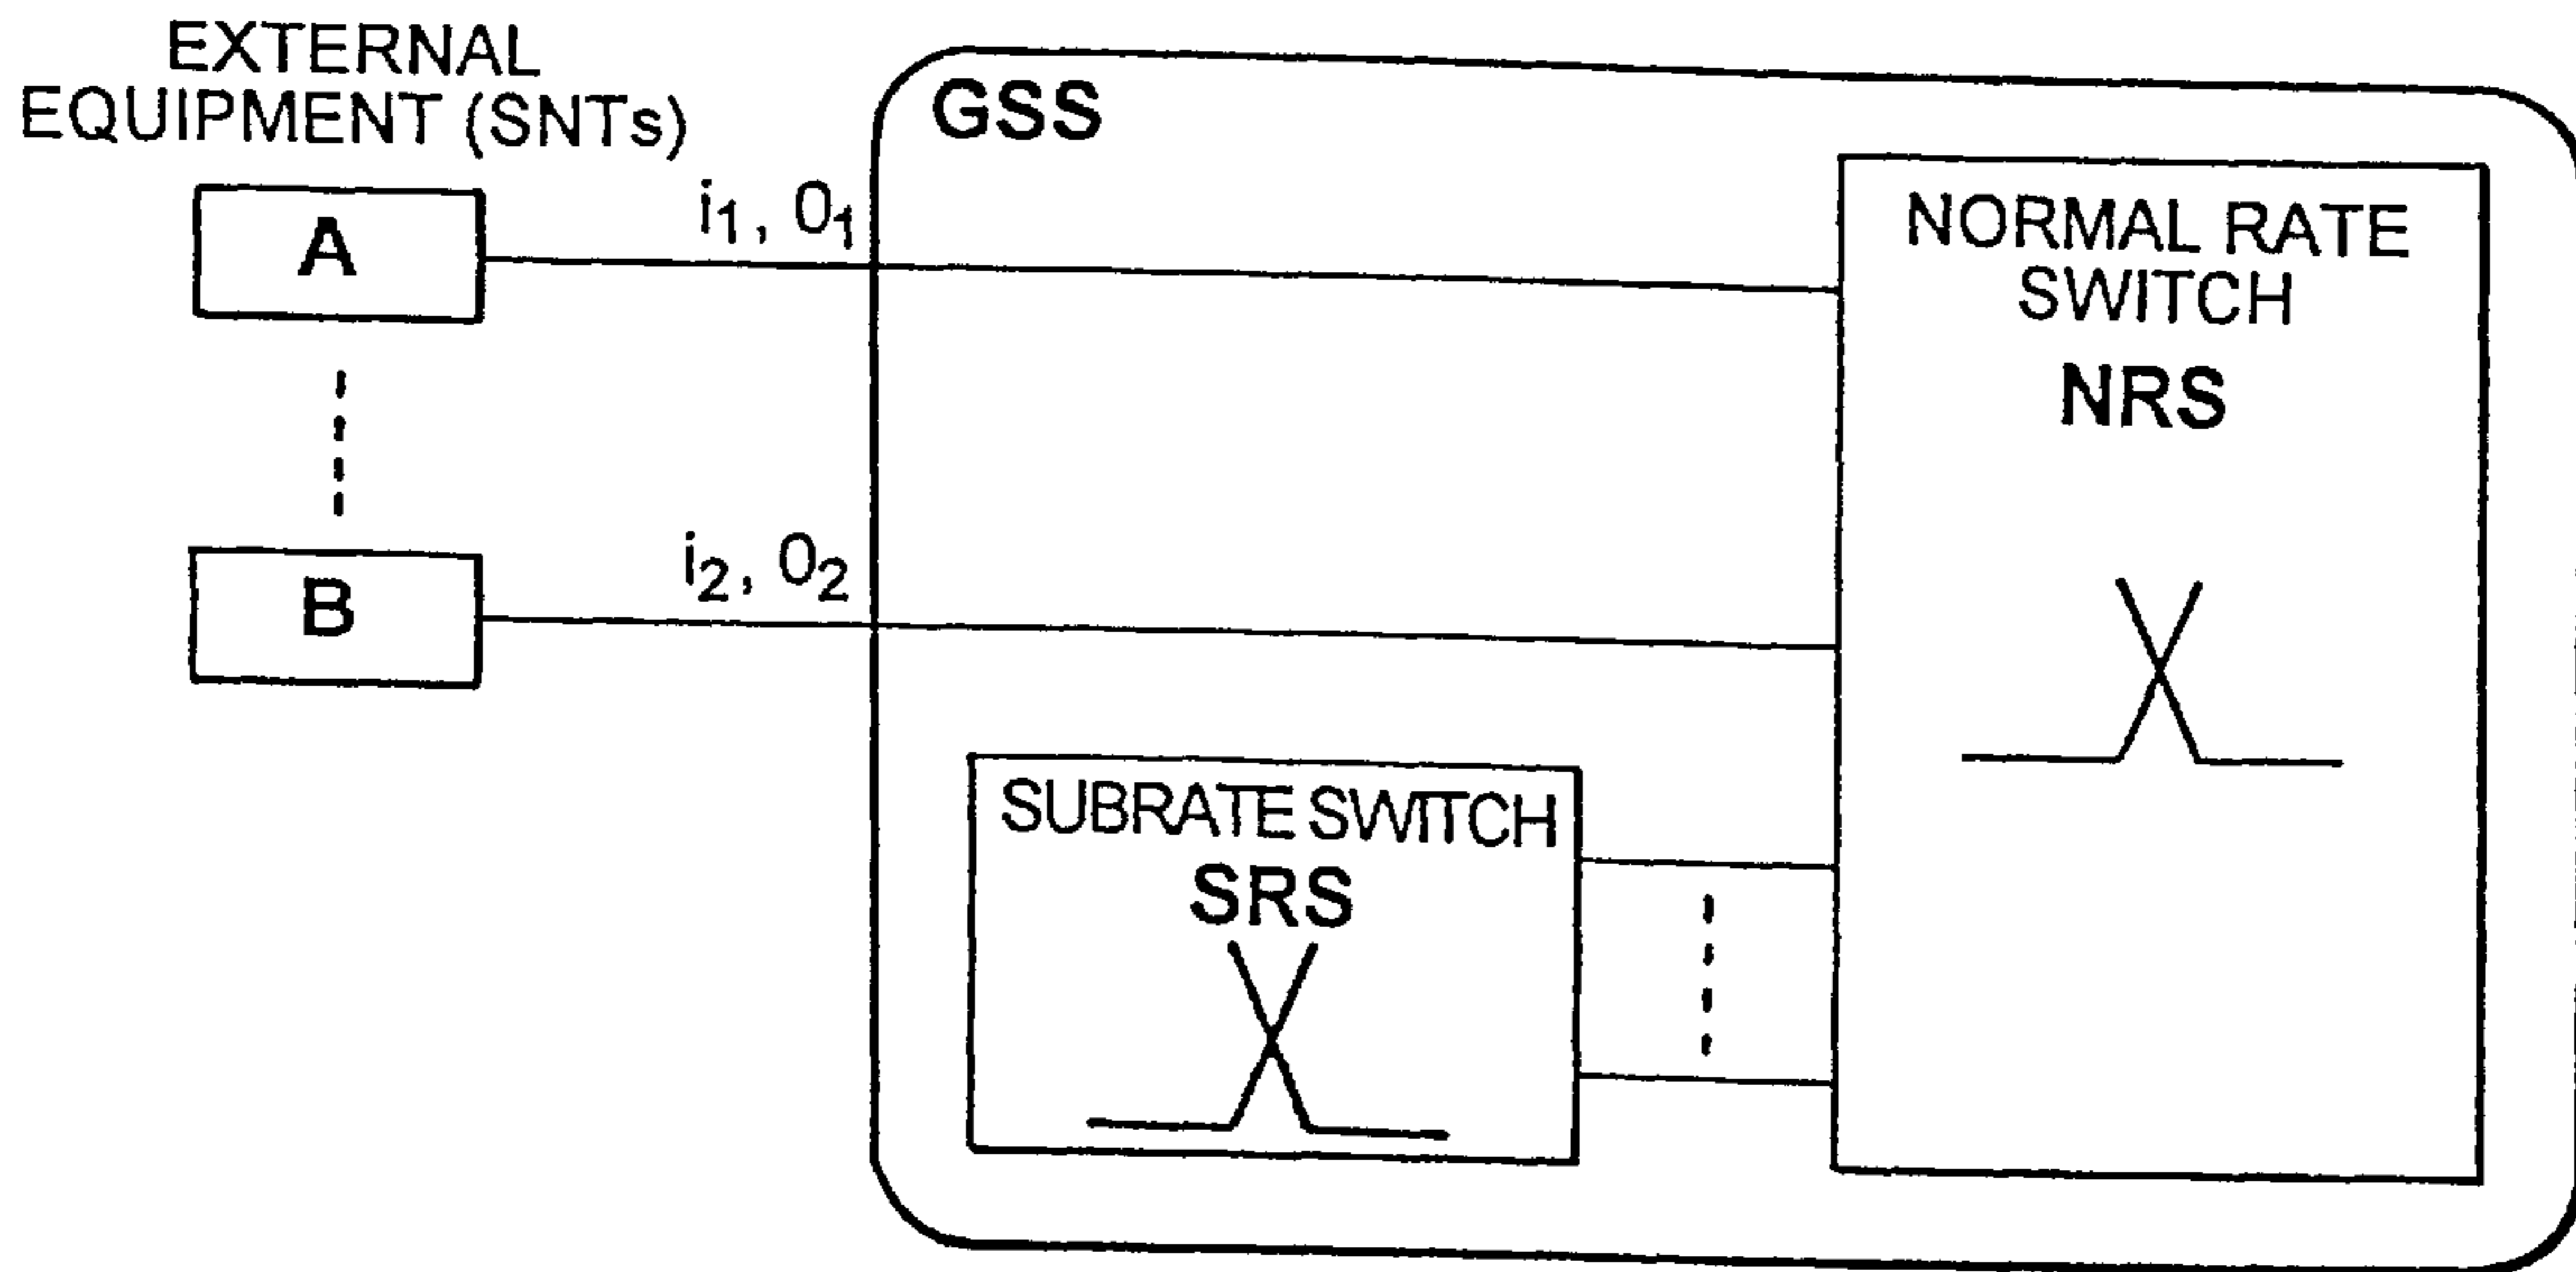 EXTERNAL
EQUIPMENT (SNTs)
GSS
A
i1, O1
NORMAL RATE
SWITCH
NRS
B
i2, O2
SUBRATE SWITCH
SRS